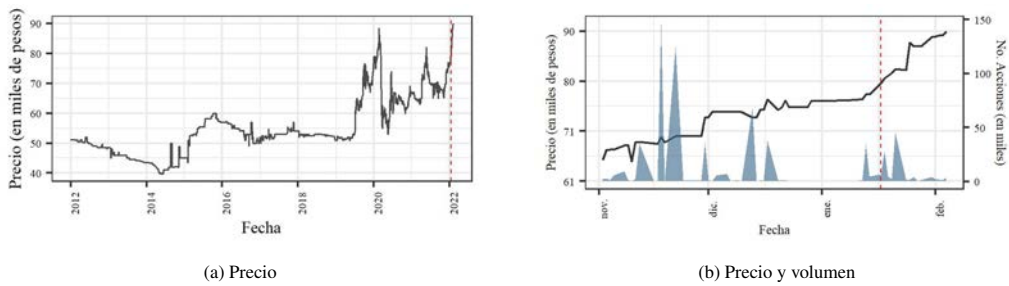 Precio (en miles de pesos)
90
80
70
60
50
40
2012
2014
2016
2018
2020
2022
Fecha
(a) Precio
Precio (en miles de pesos)
90
80
71
61
150
100
50
0
No. Acciones (en miles)
nov.
dic.
ene.
feb.
Fecha
(b) Precio y volumen